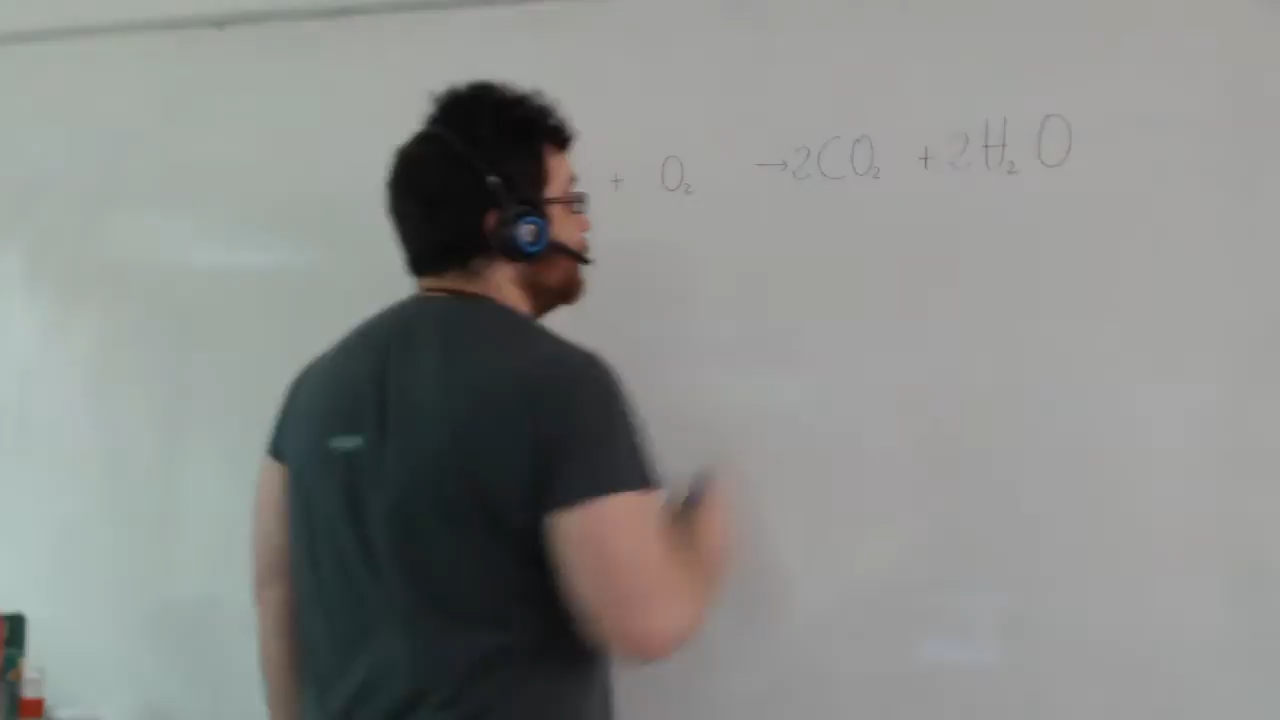 + O₂ →2CO₂ + 2H₂O